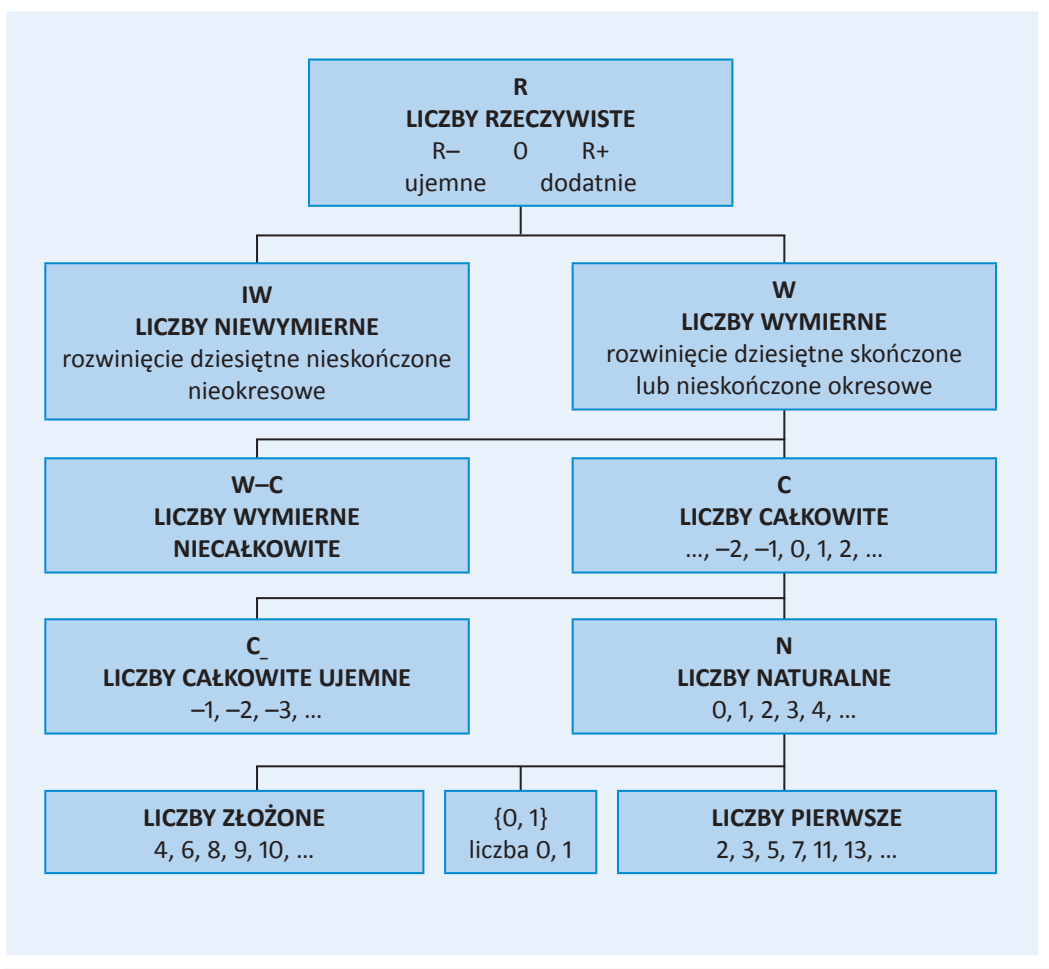 R
LICZBY RZECZYWISTE
R– 0 R+
ujemne dodatnie
IW
LICZBY NIEWYMIERNE
rozwinięcie dziesiętne nieskończone
nieokresowe
W
LICZBY WYMIERNE
rozwinięcie dziesiętne skończone
lub nieskończone okresowe
W–C
LICZBY WYMIERNE
NIECAŁKOWITE
C
LICZBY CAŁKOWITE
..., –2, –1, 0, 1, 2, ...
C_
LICZBY CAŁKOWITE UJEMNE
–1, –2, –3, ...
N
LICZBY NATURALNE
0, 1, 2, 3, 4, ...
LICZBY ZŁOŻONE
4, 6, 8, 9, 10, ...
{0, 1}
liczba 0, 1
LICZBY PIERWSZE
2, 3, 5, 7, 11, 13, ...